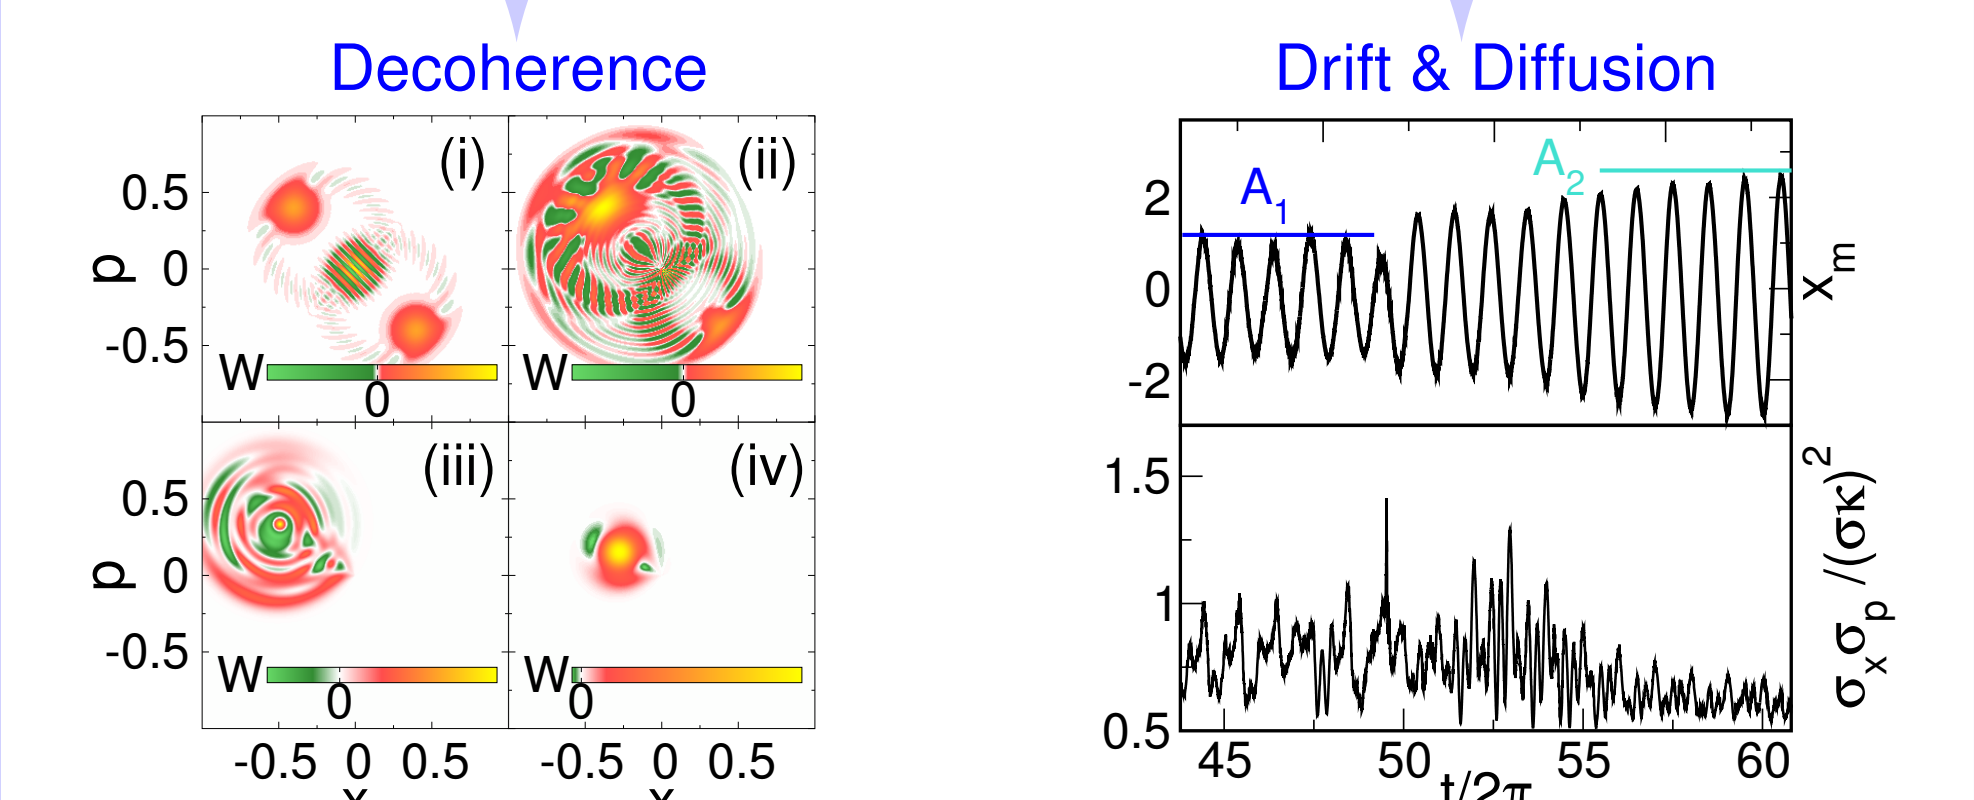 Decoherence
Drift & Diffusion
(i)
(ii)
0.5
0
-0.5
p
W
0
W
0
(iii)
(iv)
0.5
0
-0.5
p
W
0
W
0
-0.5 0 0.5
-0.5 0 0.5
x
x
A1
A2
2
0
-2
xm
1.5
1
0.5
σxσp/(σκ)2
45 50 55 60
t/2π